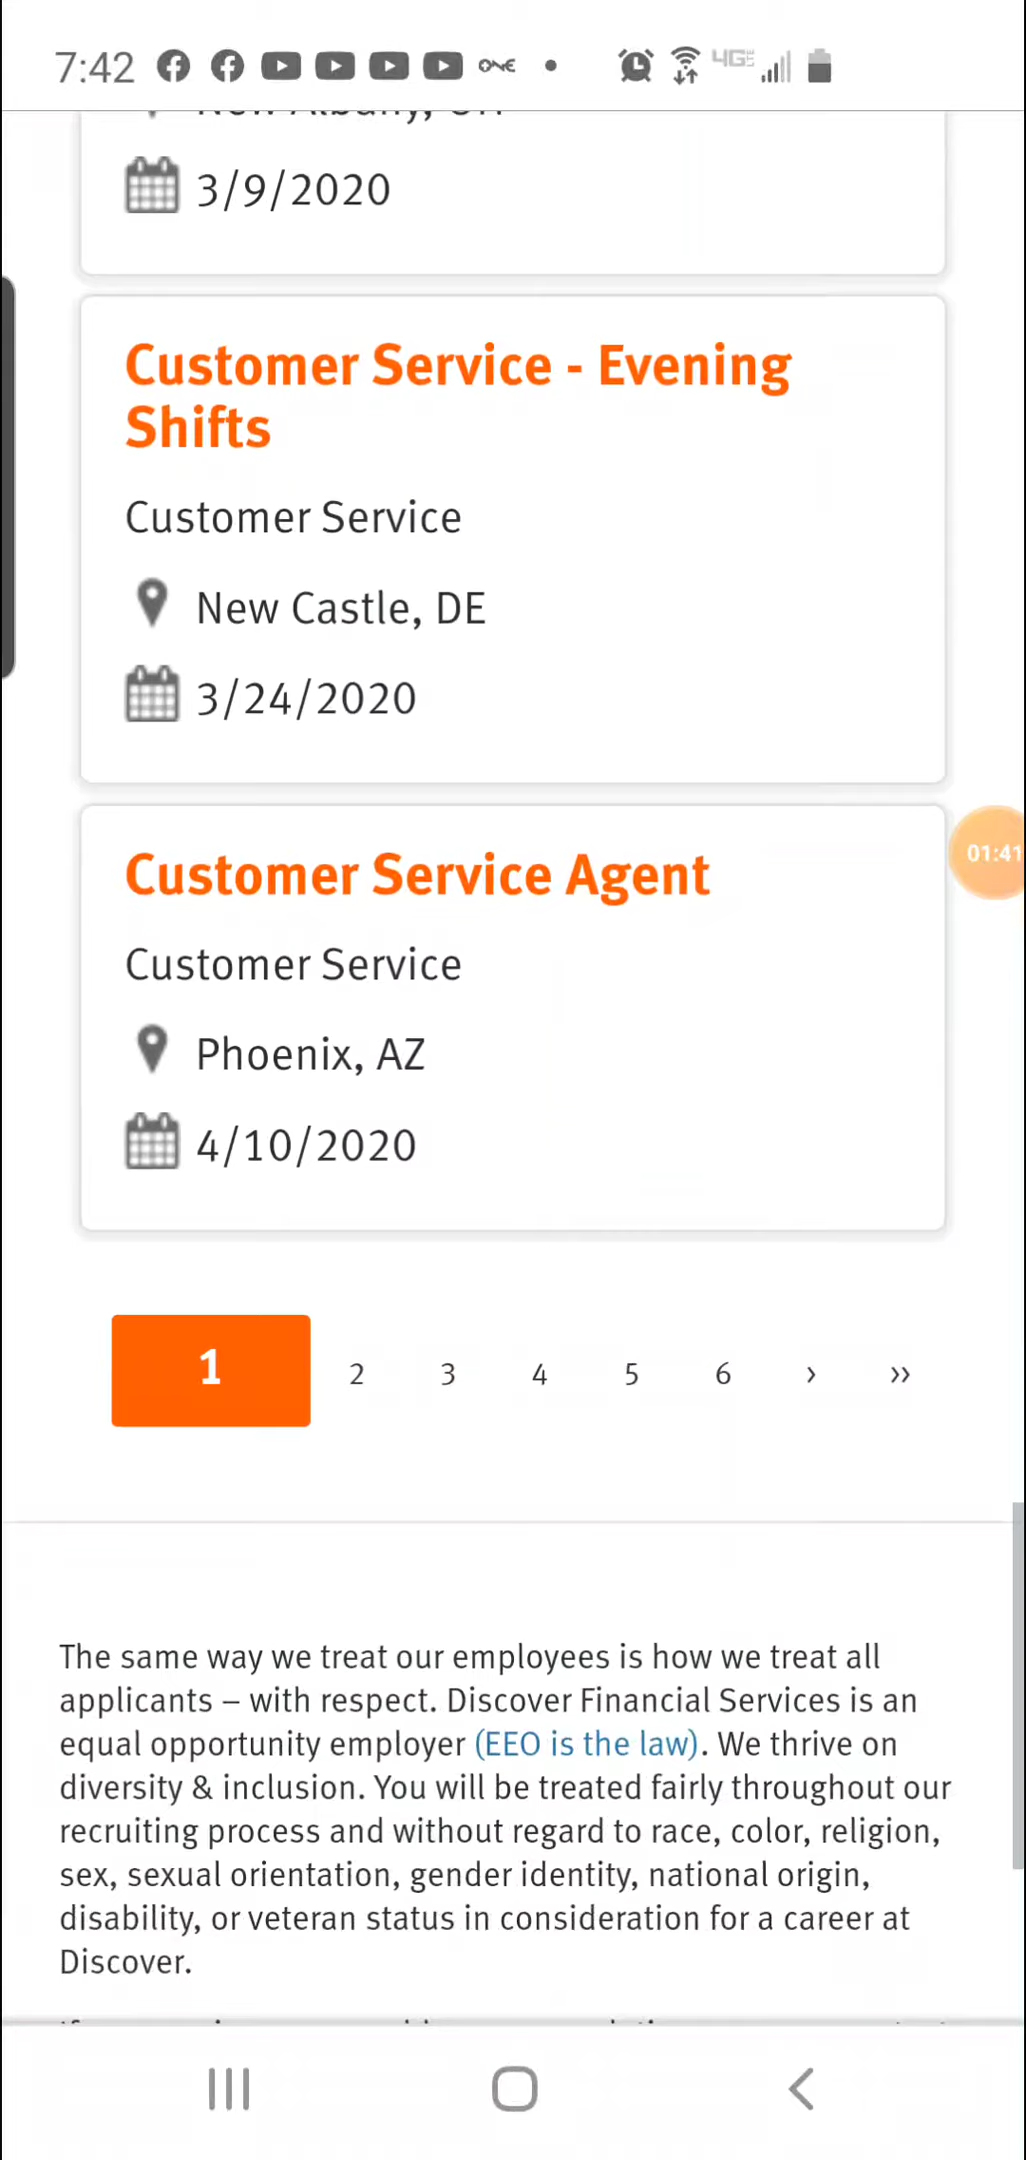 7:42 ONE 4GE
New Albany, OH
3/9/2020
Customer Service - Evening
Shifts
Customer Service
New Castle, DE
3/24/2020
Customer Service Agent
01:41
Customer Service
Phoenix, AZ
4/10/2020
1 2 3 4 5 6 › ››
The same way we treat our employees is how we treat all
applicants – with respect. Discover Financial Services is an
equal opportunity employer (EEO is the law). We thrive on
diversity & inclusion. You will be treated fairly throughout our
recruiting process and without regard to race, color, religion,
sex, sexual orientation, gender identity, national origin,
disability, or veteran status in consideration for a career at
Discover.